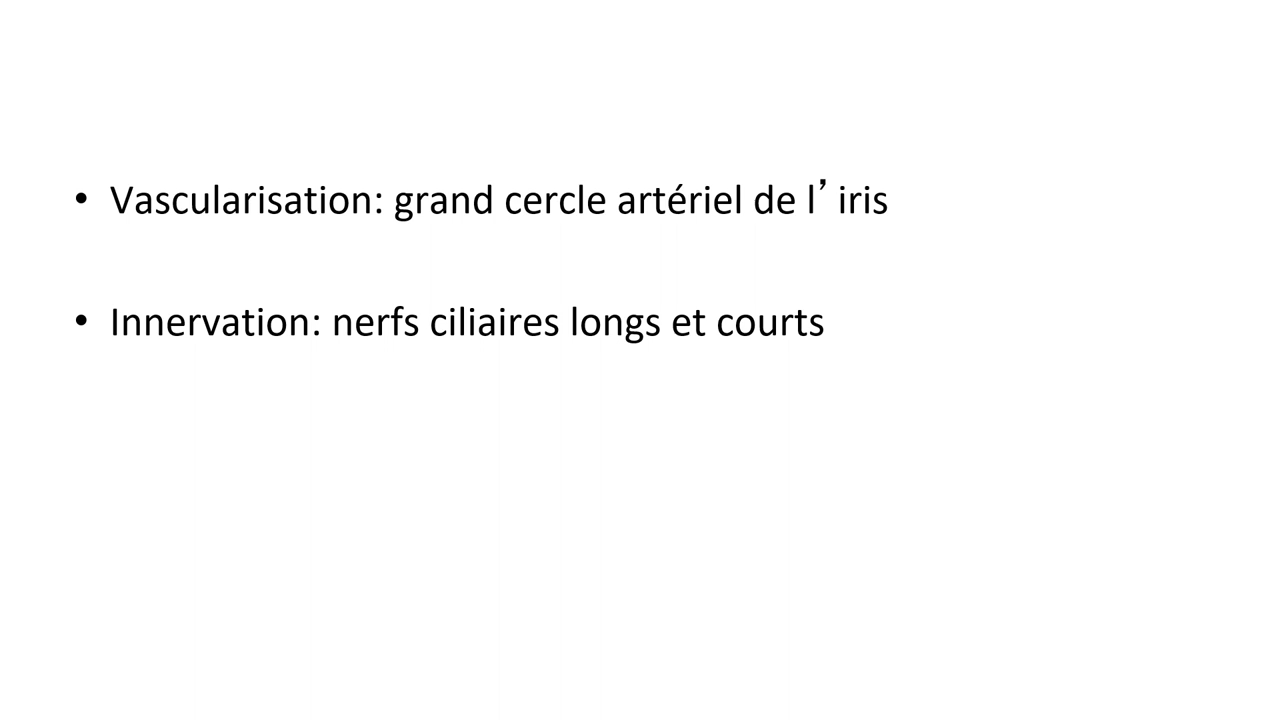 • Vascularisation: grand cercle artériel de l’ iris
• Innervation: nerfs ciliaires longs et courts